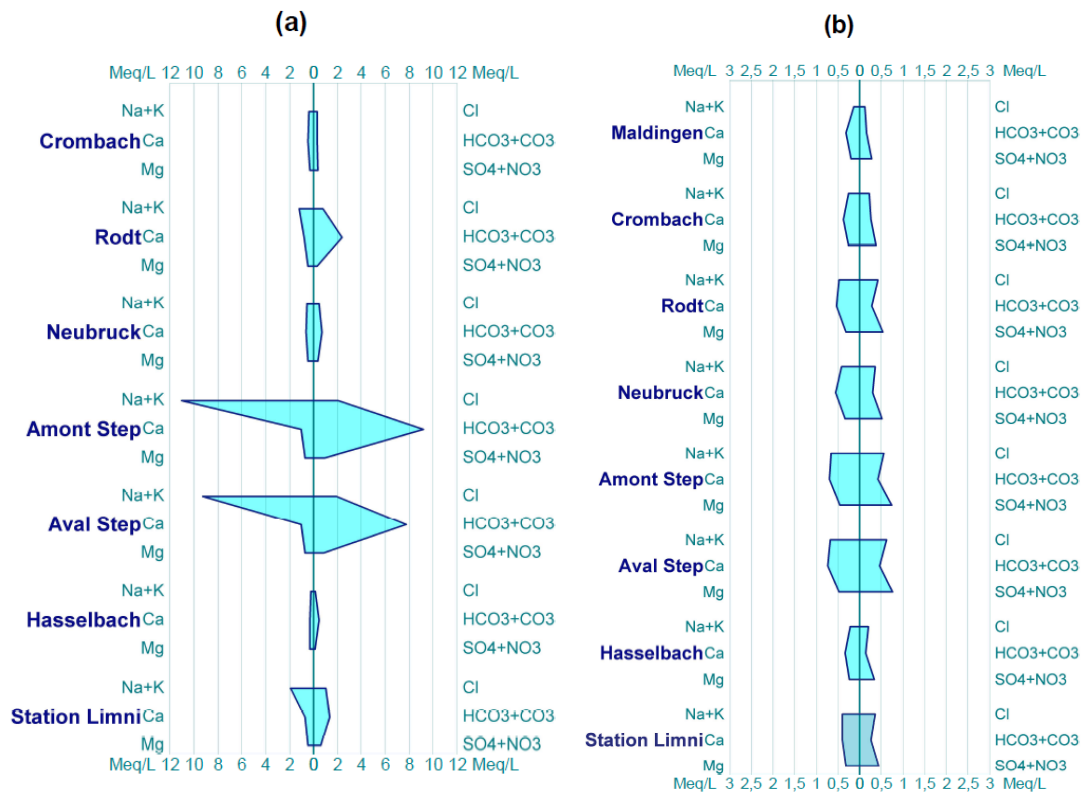 (a)
Meq/L 12 10 8 6 4 2 0 2 4 6 8 10 12 Meq/L
Na+K Cl
Crombach Ca HCO3+CO3
Mg SO4+NO3
Na+K Cl
Rodt Ca HCO3+CO3
Mg SO4+NO3
Na+K Cl
Neubruck Ca HCO3+CO3
Mg SO4+NO3
Na+K Cl
Amont Step Ca HCO3+CO3
Mg SO4+NO3
Na+K Cl
Aval Step Ca HCO3+CO3
Mg SO4+NO3
Na+K Cl
Hasselbach Ca HCO3+CO3
Mg SO4+NO3
Na+K Cl
Station Limni Ca HCO3+CO3
Mg SO4+NO3
Meq/L 12 10 8 6 4 2 0 2 4 6 8 10 12 Meq/L
(b)
Meq/L 3 2,5 2 1,5 1 0,5 0 0,5 1 1,5 2 2,5 3 Meq/L
Na+K Cl
Maldingen Ca HCO3+CO3
Mg SO4+NO3
Na+K Cl
Crombach Ca HCO3+CO3
Mg SO4+NO3
Na+K Cl
Rodt Ca HCO3+CO3
Mg SO4+NO3
Na+K Cl
Neubruck Ca HCO3+CO3
Mg SO4+NO3
Na+K Cl
Amont Step Ca HCO3+CO3
Mg SO4+NO3
Na+K Cl
Aval Step Ca HCO3+CO3
Mg SO4+NO3
Na+K Cl
Hasselbach Ca HCO3+CO3
Mg SO4+NO3
Na+K Cl
Station Limni Ca HCO3+CO3
Mg SO4+NO3
Meq/L 3 2,5 2 1,5 1 0,5 0 0,5 1 1,5 2 2,5 3 Meq/L